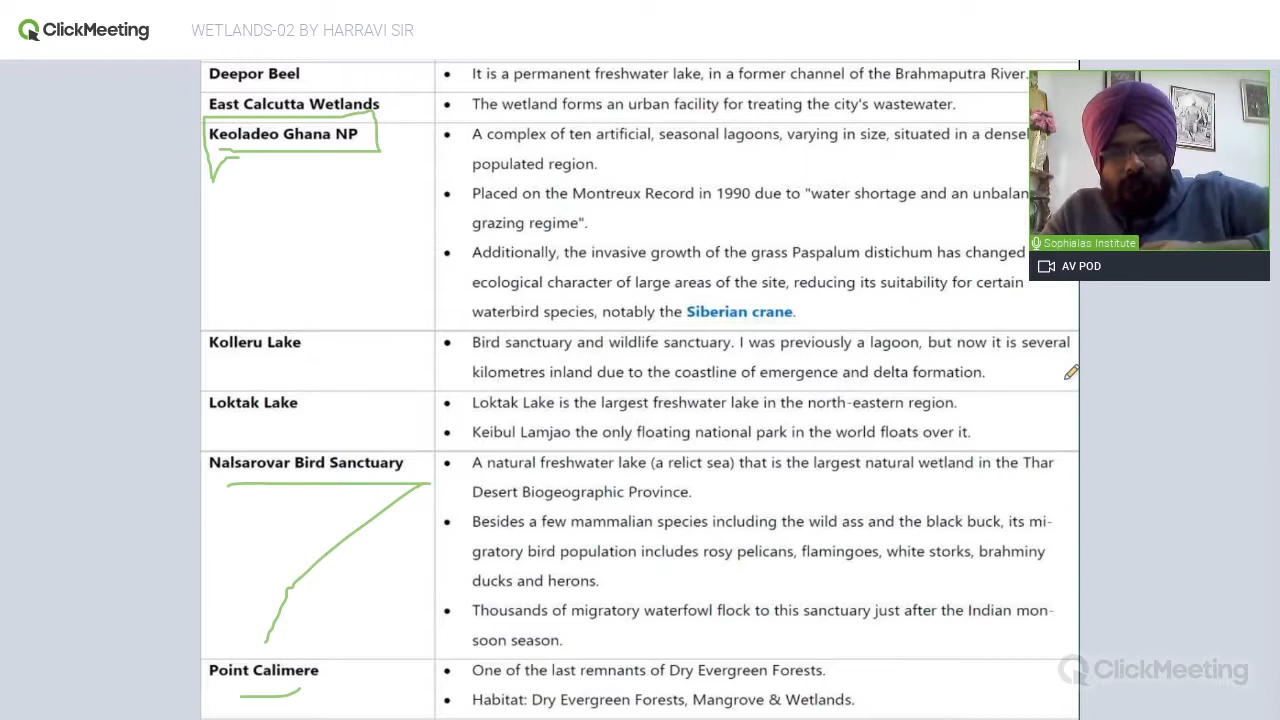 ClickMeeting
WETLANDS-02 BY HARRAVI SIR
Deepor Beel
It is a permanent freshwater lake, in a former channel of the Brahmaputra River.
East Calcutta Wetlands
The wetland forms an urban facility for treating the city's wastewater.
Keoladeo Ghana NP
A complex of ten artificial, seasonal lagoons, varying in size, situated in a
populated region.
Placed on the Montreux Record in 1990 due to "water shortage and an
grazing regime".
Additionally, the invasive growth of the grass Paspalum distichum has changed
ecological character of large areas of the site, reducing its suitability for certain
waterbird species, notably the Siberian crane.
Sophialas Institute
AV POD
Kolleru Lake
Bird sanctuary and wildlife sanctuary. I was previously a lagoon, but now it is several
kilometres inland due to the coastline of emergence and delta formation.
Loktak Lake
Loktak Lake is the largest freshwater lake in the north-eastern region.
Keibul Lamjao the only floating national park in the world floats over it.
Nalsarovar Bird Sanctuary
A natural freshwater lake (a relict sea) that is the largest natural wetland in the Thar
Desert Biogeographic Province.
Besides a few mammalian species including the wild ass and the black buck, its mi-
gratory bird population includes rosy pelicans, flamingoes, white storks, brahminy
ducks and herons.
Thousands of migratory waterfowl flock to this sanctuary just after the Indian mon-
soon season.
Point Calimere
One of the last remnants of Dry Evergreen Forests.
Habitat: Dry Evergreen Forests, Mangrove & Wetlands.
ClickMeeting